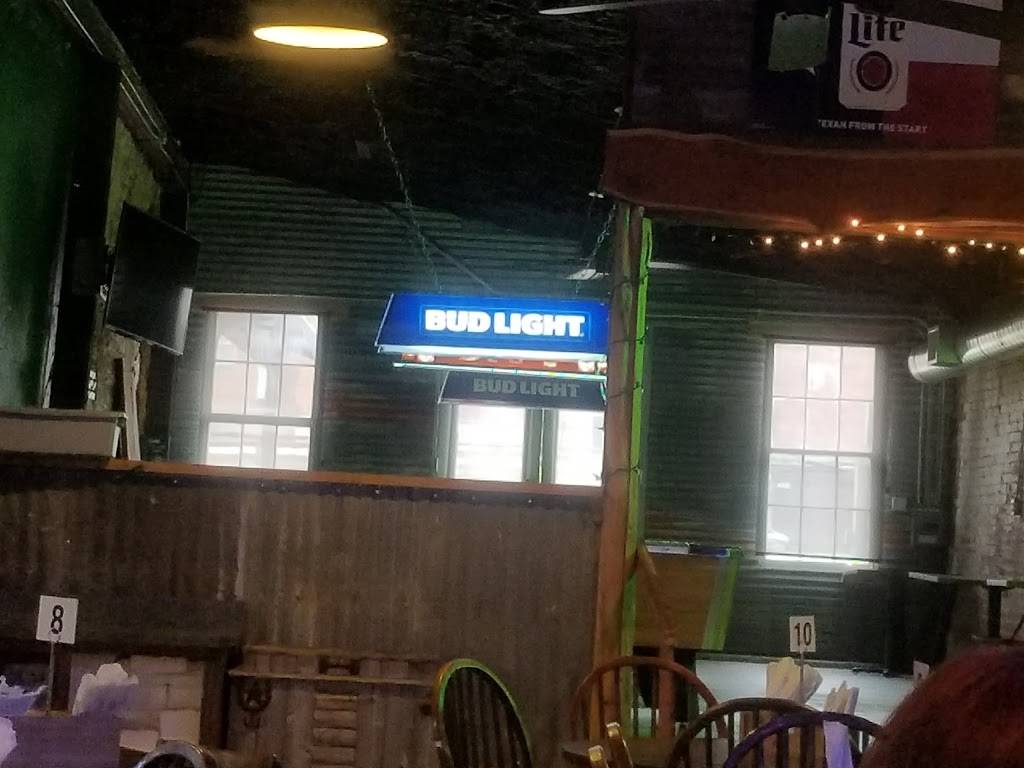 Lite
TEXAN FROM THE START
BUD LIGHT
BUD LIGHT
8
10